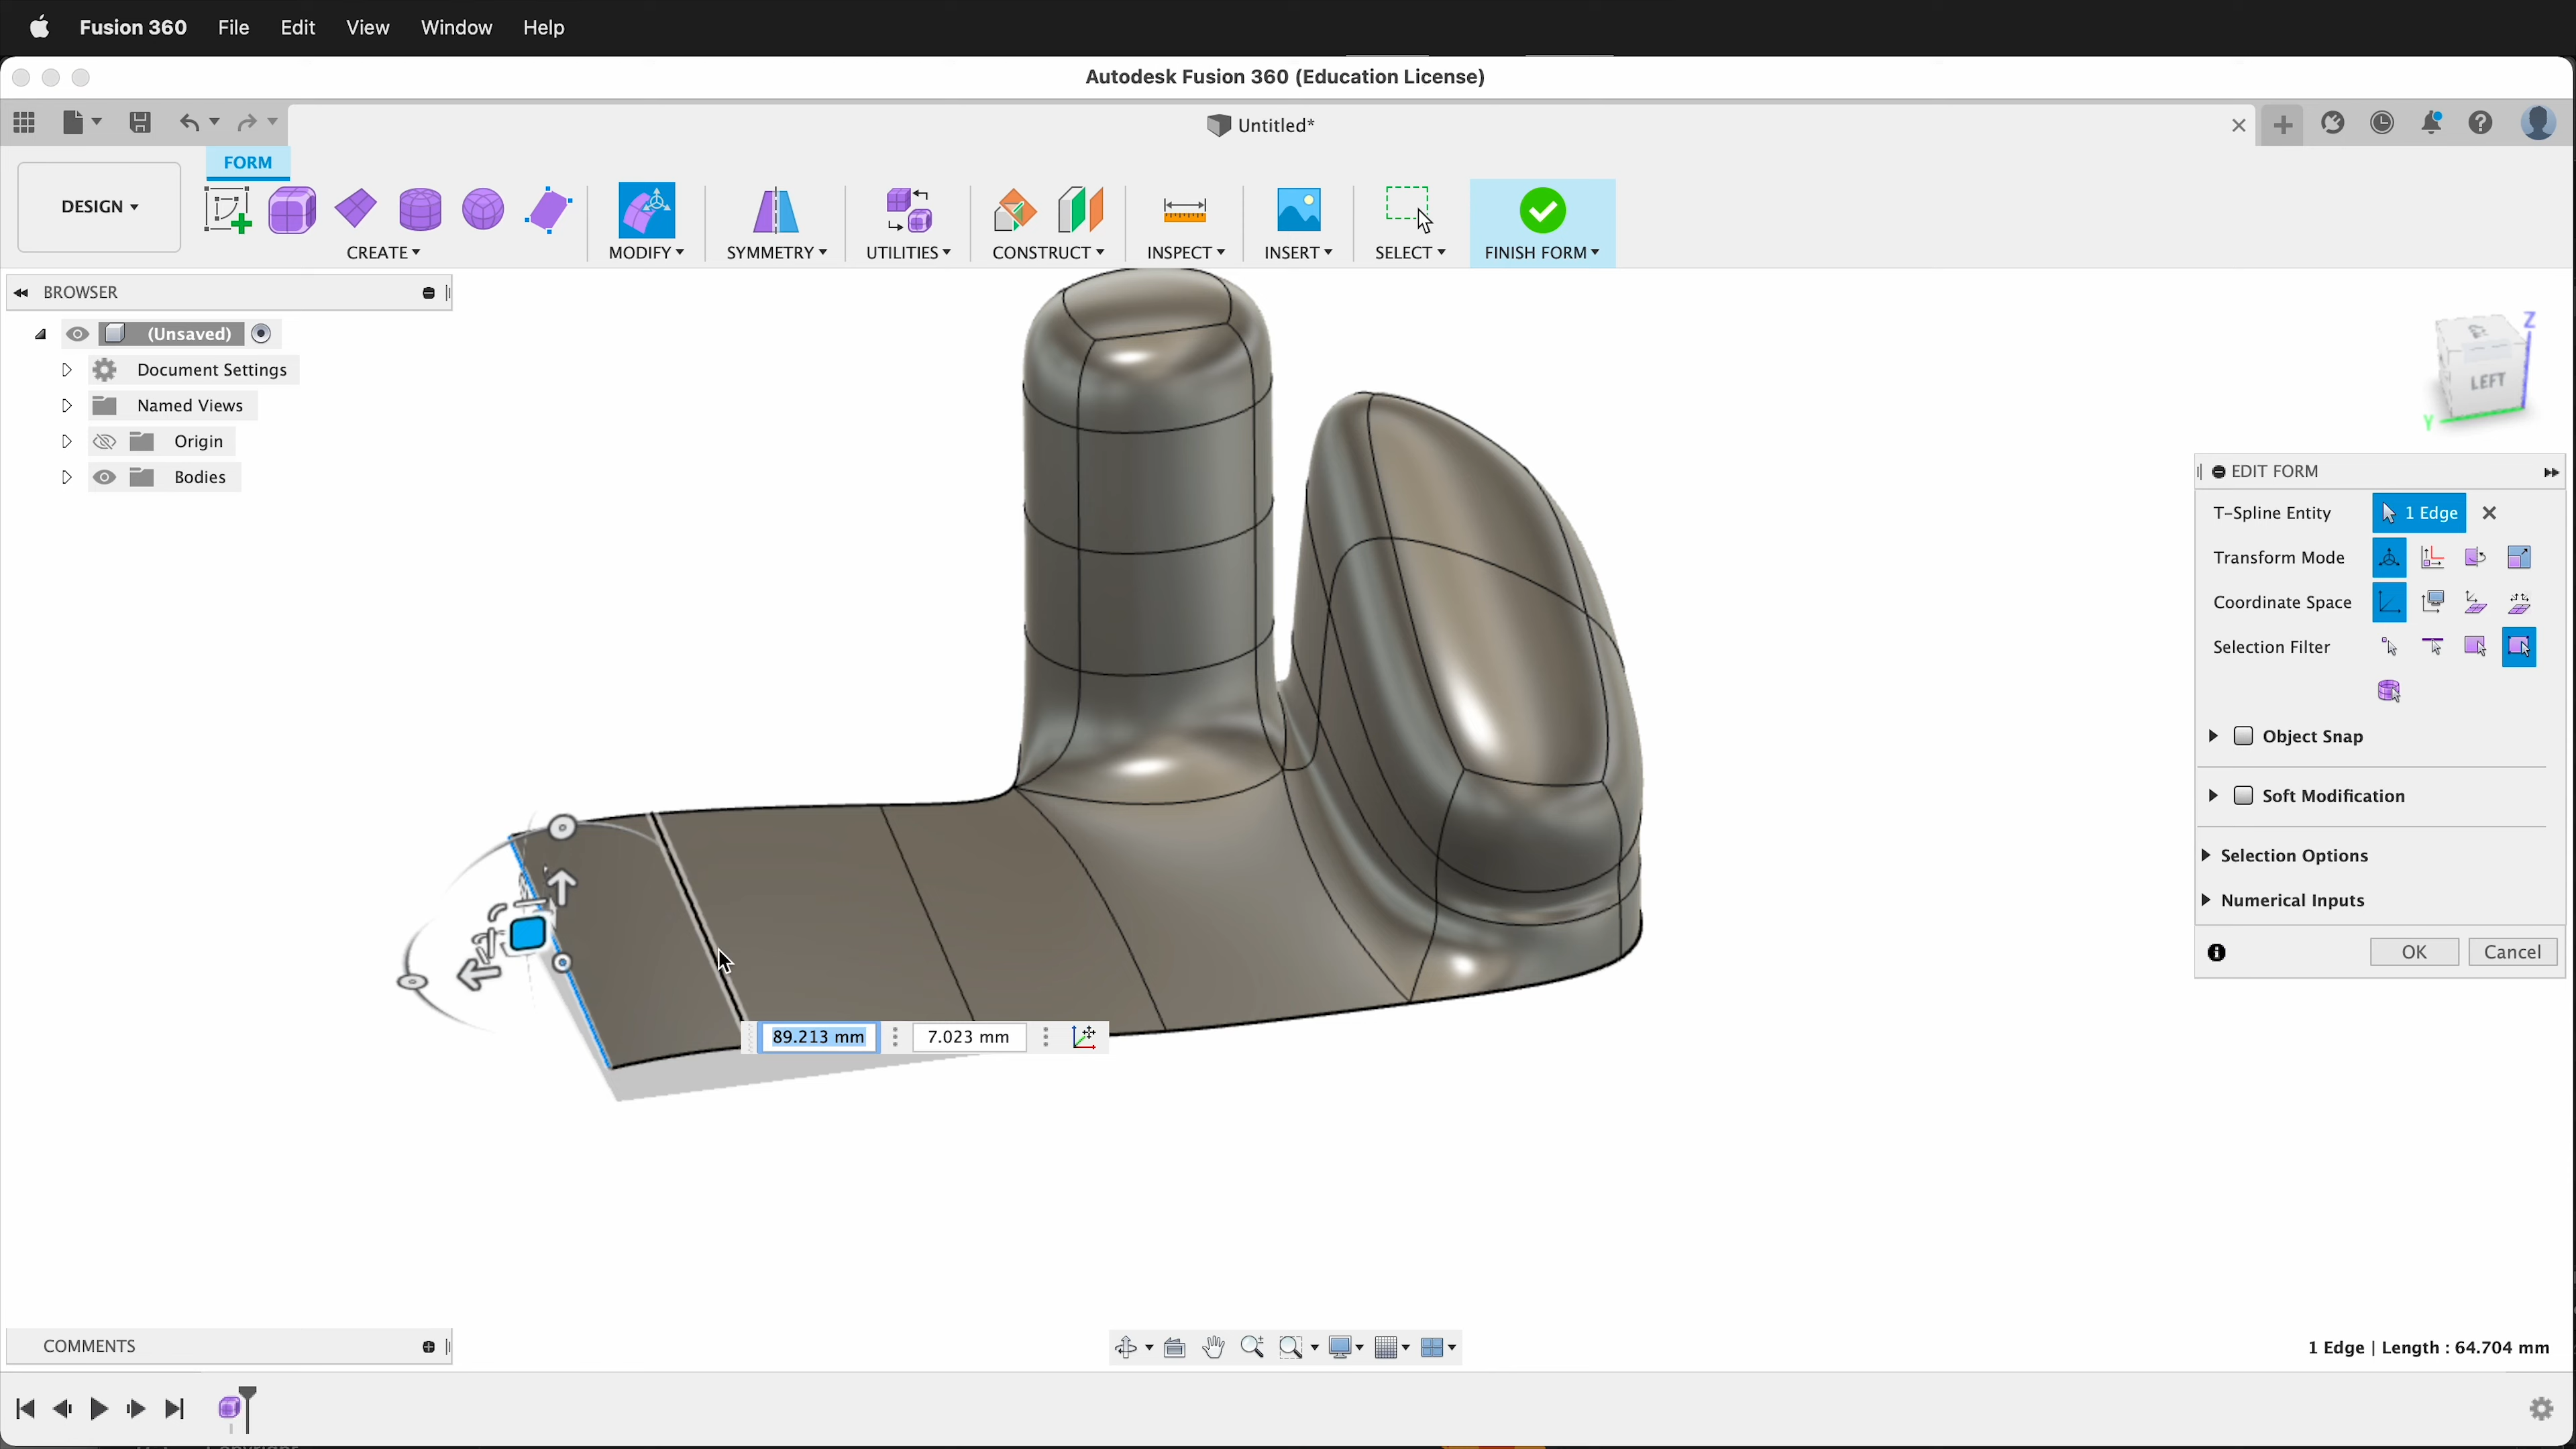 Fusion 360 File Edit View Window Help
Autodesk Fusion 360 (Education License)
Untitled*
FORM
DESIGN
CREATE MODIFY SYMMETRY UTILITIES CONSTRUCT INSPECT INSERT SELECT FINISH FORM
BROWSER
(Unsaved)
Document Settings
Named Views
Origin
Bodies
Z
LEFT
Y
EDIT FORM
T-Spline Entity 1 Edge
Transform Mode
Coordinate Space
Selection Filter
Object Snap
Soft Modification
Selection Options
Numerical Inputs
OK Cancel
89.213 mm 7.023 mm
COMMENTS
1 Edge | Length : 64.704 mm